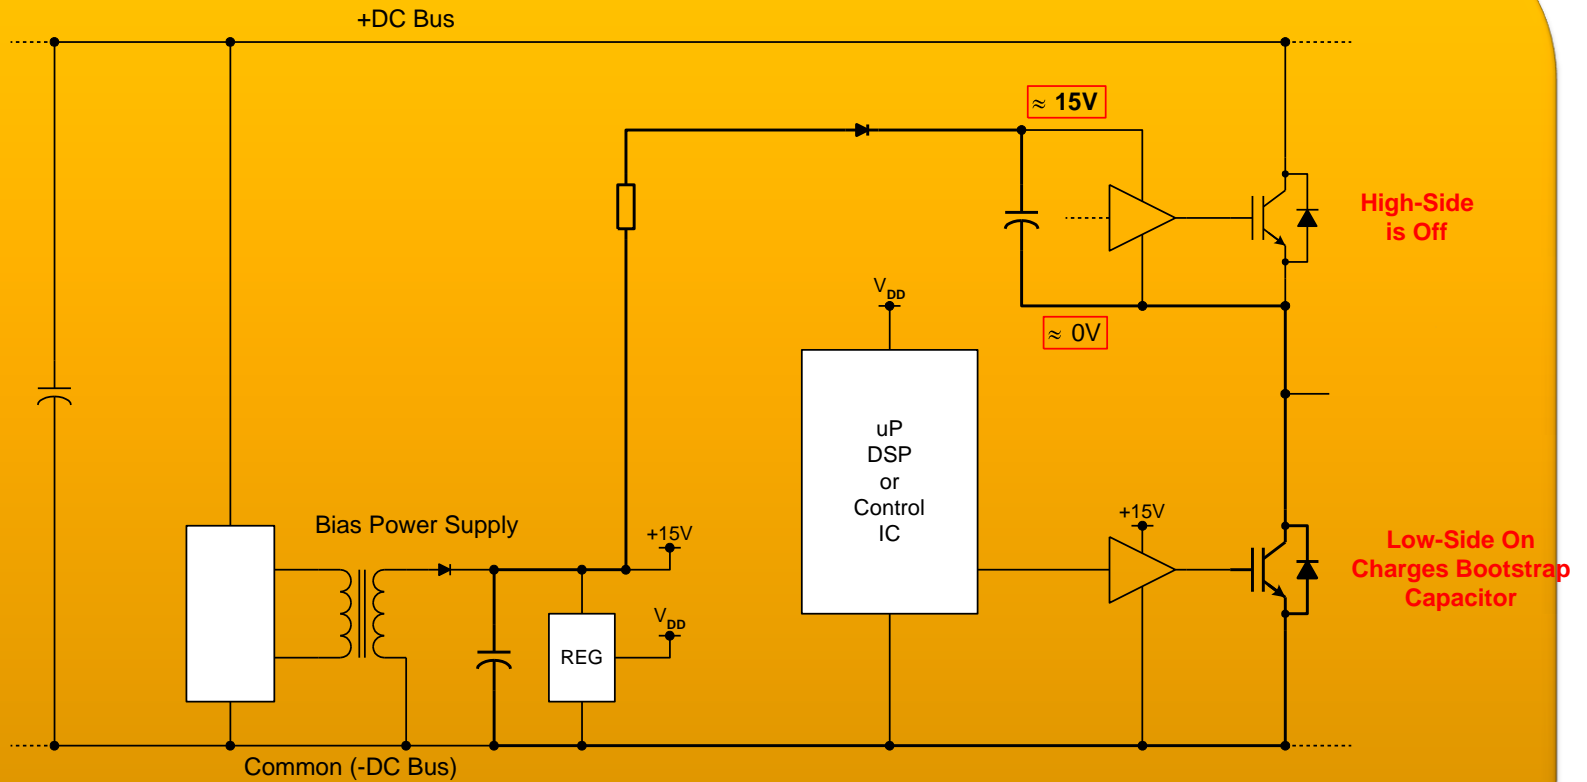 +DC Bus
≈ 15V
High-Side
is Off
VDD
≈ 0V
uP
DSP
or
Control
IC
Bias Power Supply
+15V
+15V
Low-Side On
Charges Bootstrap
Capacitor
VDD
REG
Common (-DC Bus)